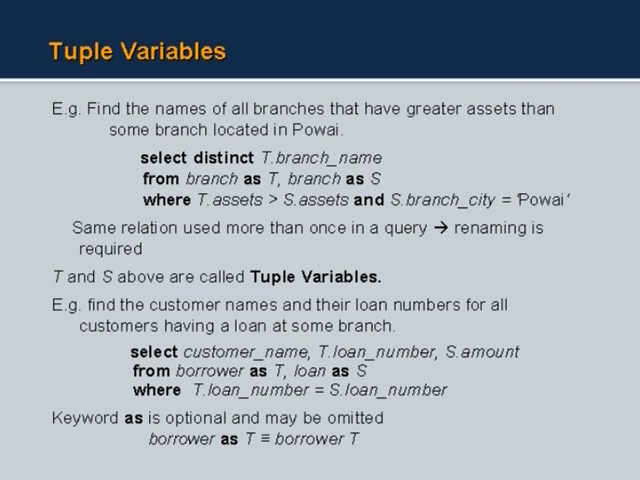 Tuple Variables
E.g. Find the names of all branches that have greater assets than
some branch located in Powai.
select distinct T.branch_name
from branch as T, branch as S
where T.assets > S.assets and S.branch_city = 'Powai'
Same relation used more than once in a query → renaming is
required
T and S above are called Tuple Variables.
E.g. find the customer names and their loan numbers for all
customers having a loan at some branch.
select customer_name, T.loan_number, S.amount
from borrower as T, loan as S
where T.loan_number = S.loan_number
Keyword as is optional and may be omitted
borrower as T ≡ borrower T